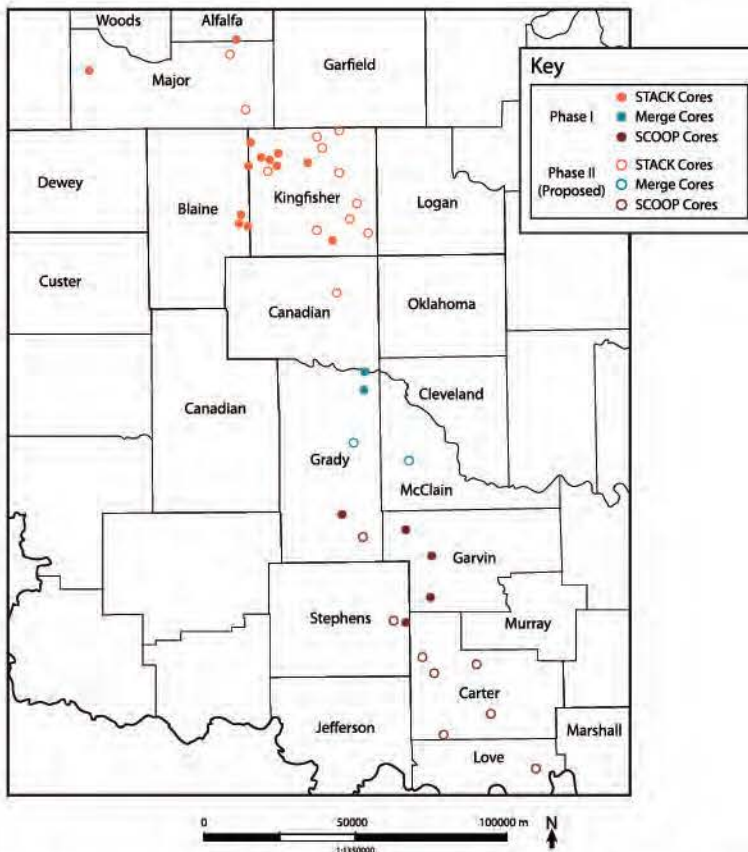 Woods
Alfalfa
Major
Garfield
Key
Phase I
STACK Cores
Merge Cores
SCOOP Cores
Phase II
(Proposed)
STACK Cores
Merge Cores
SCOOP Cores
Dewey
Blaine
Kingfisher
Logan
Custer
Canadian
Oklahoma
Canadian
Cleveland
Grady
McClain
Garvin
Stephens
Murray
Carter
Jefferson
Marshall
Love
0 50000 100000 m
1:1350000
N